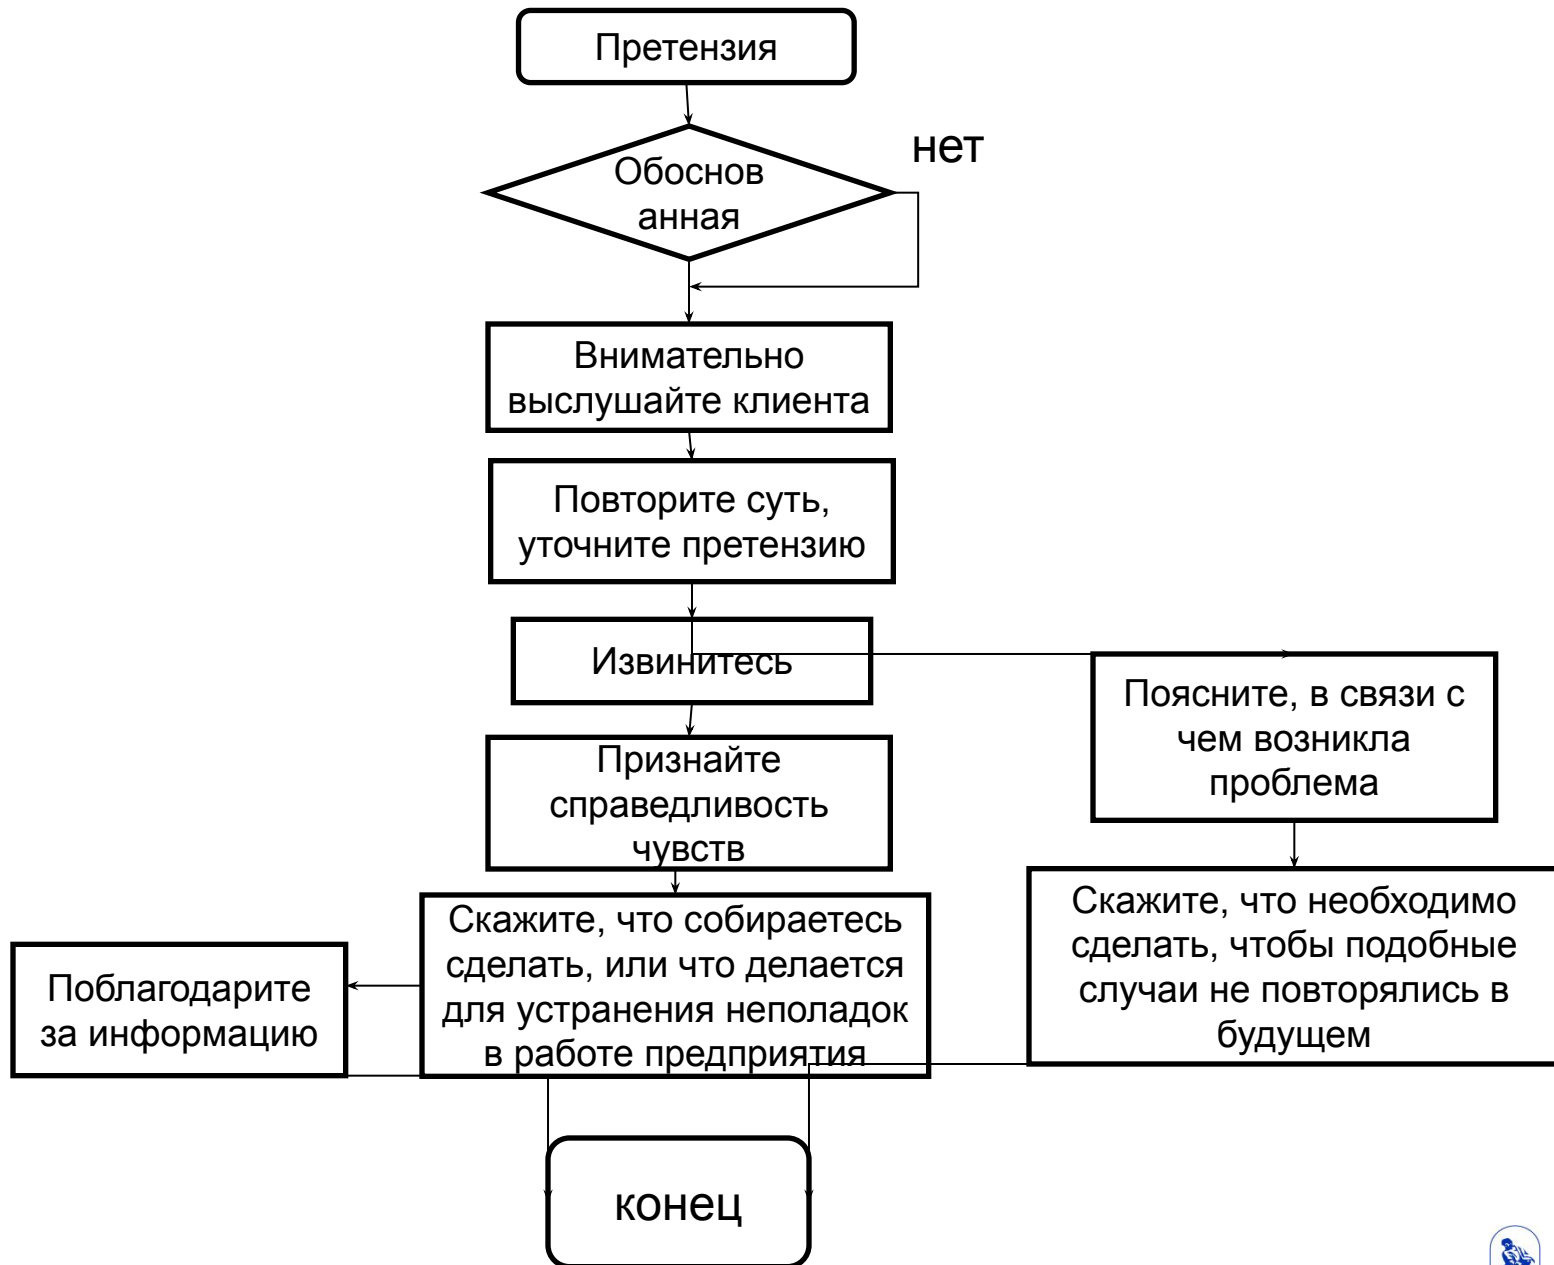 Претензия
нет
Обоснов
анная
Внимательно
выслушайте клиента
Повторите суть,
уточните претензию
Извинитесь
Поясните, в связи с
чем возникла
проблема
Признайте
справедливость
чувств
Скажите, что собираетесь
сделать, или что делается
для устранения неполадок
в работе предприятия
Скажите, что необходимо
сделать, чтобы подобные
случаи не повторялись в
будущем
Поблагодарите
за информацию
конец